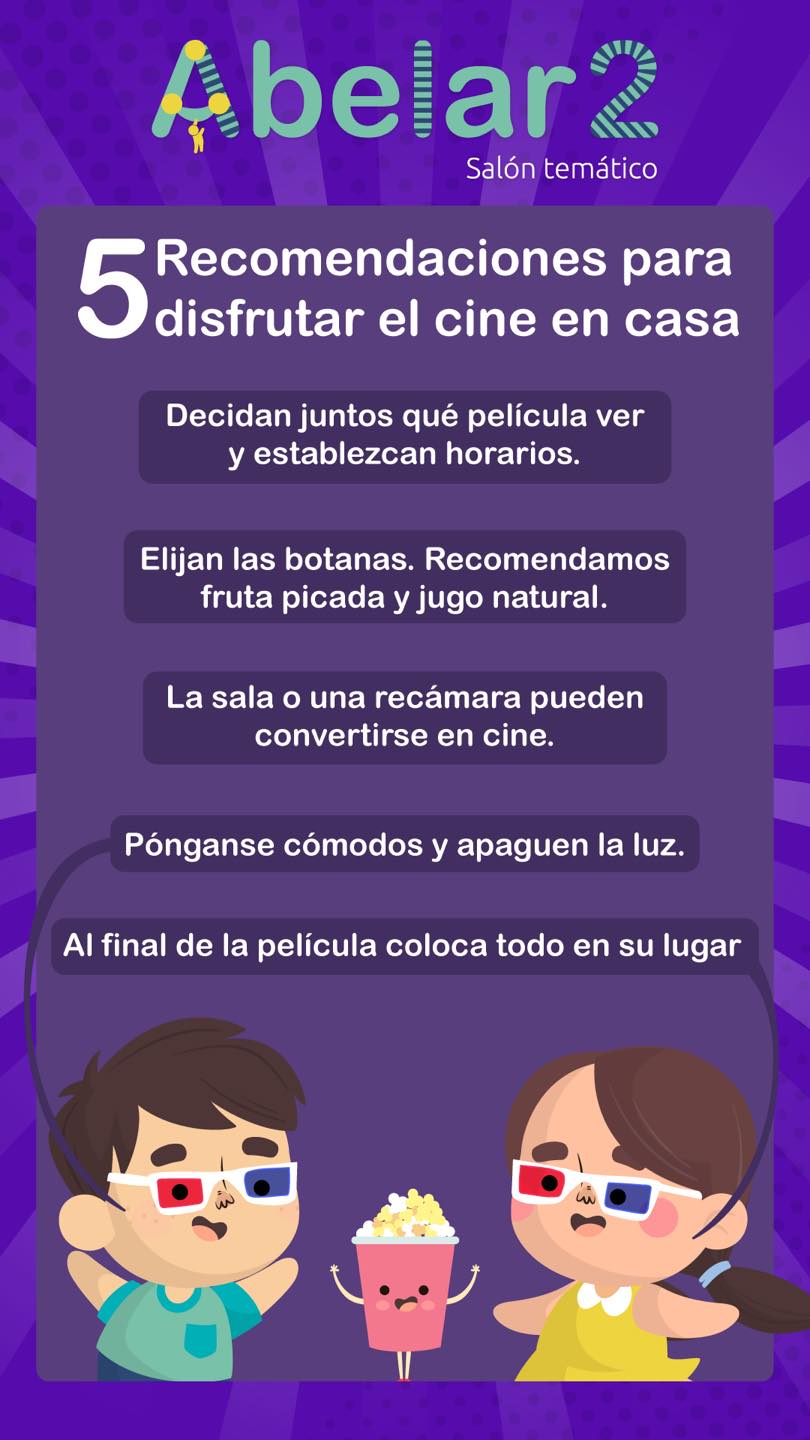 Abelar2
Salón temático
5 Recomendaciones para
disfrutar el cine en casa
Decidan juntos qué película ver
y establezcan horarios.
Elijan las botanas. Recomendamos
fruta picada y jugo natural.
La sala o una recámara pueden
convertirse en cine.
Pónganse cómodos y apaguen la luz.
Al final de la película coloca todo en su lugar